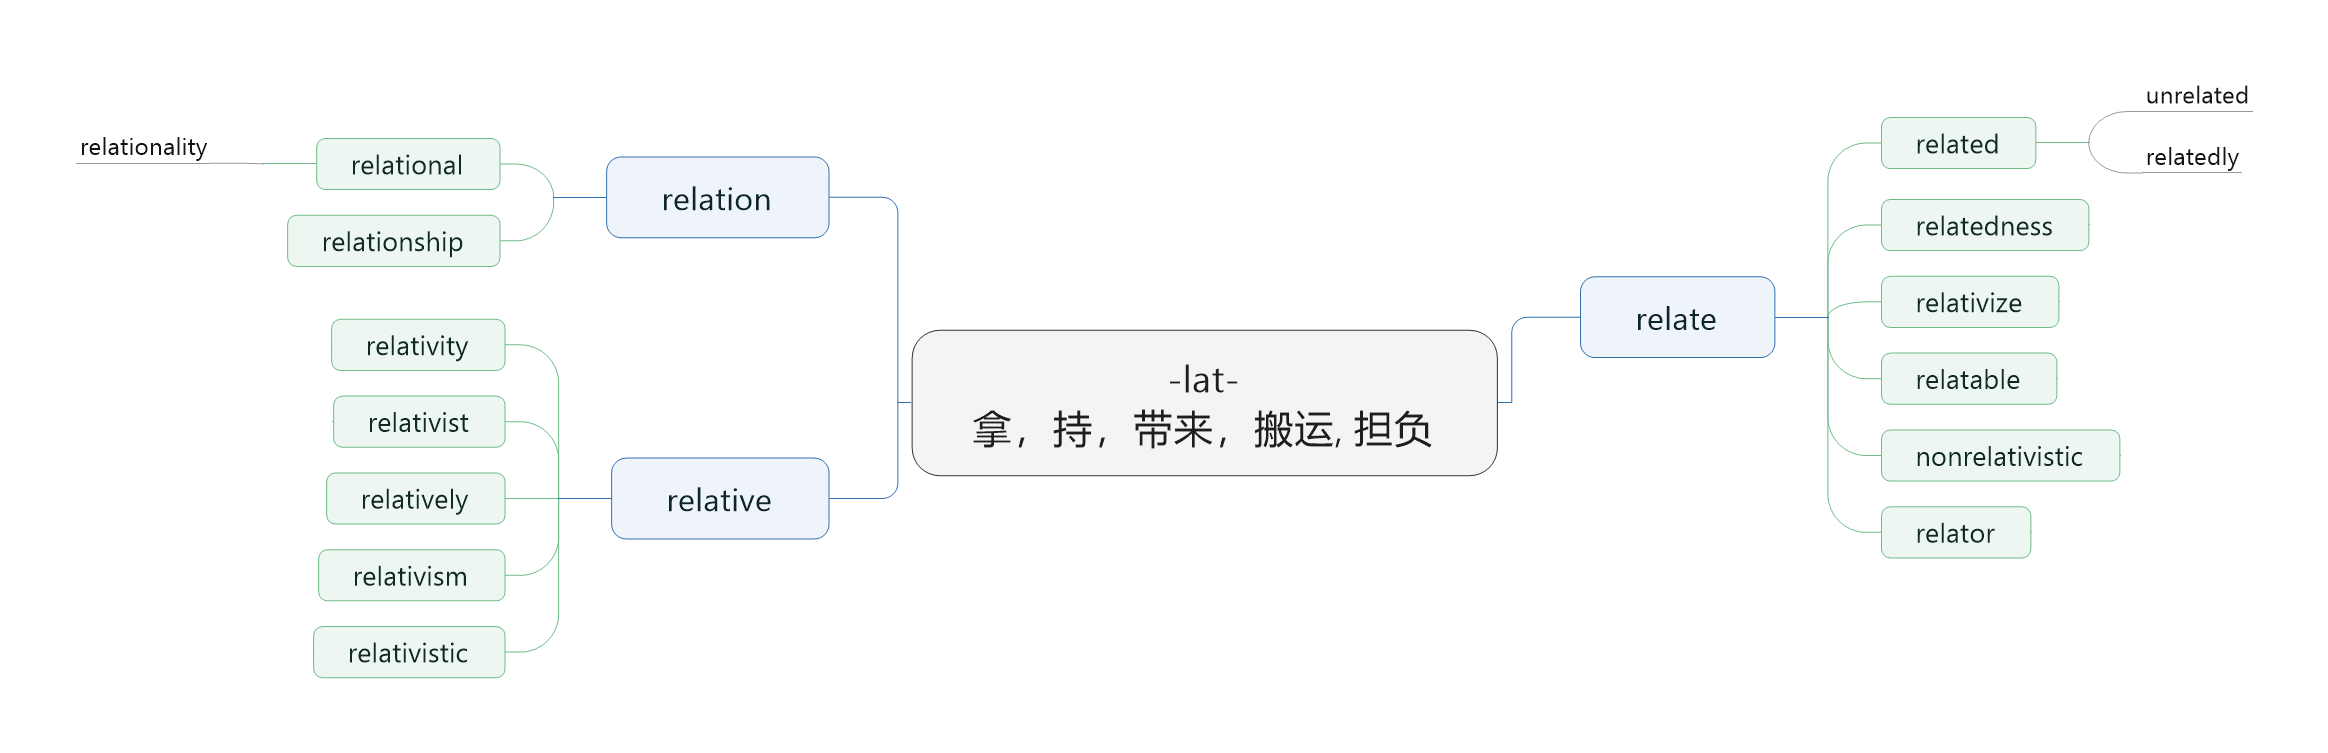 relationality
relational
relationship
relation
relativity
relativist
relatively
relativism
relativistic
relative
-lat-
拿，持，带来，搬运, 担负
relate
related
unrelated
relatedly
relatedness
relativize
relatable
nonrelativistic
relator